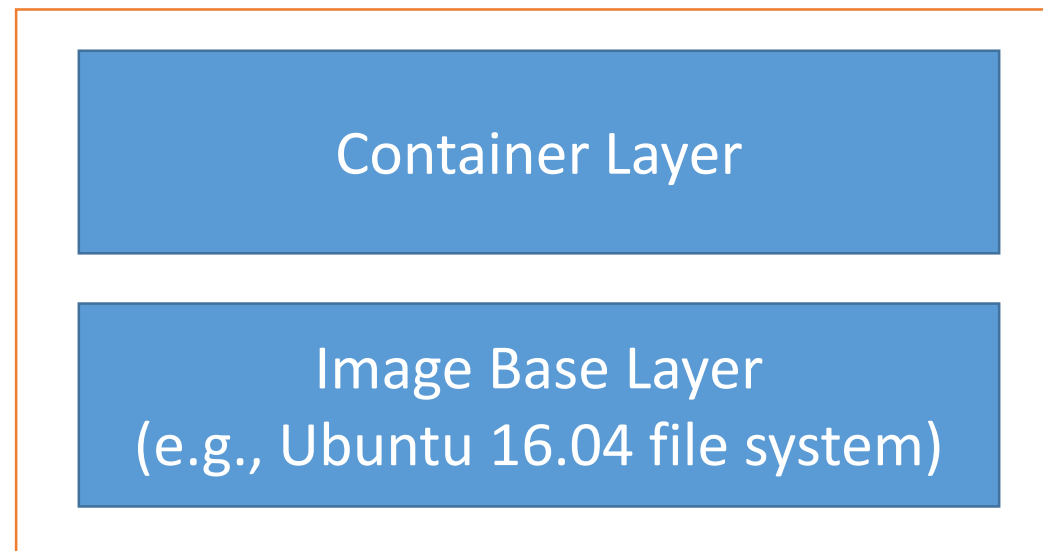 Container Layer
Image Base Layer
(e.g., Ubuntu 16.04 file system)